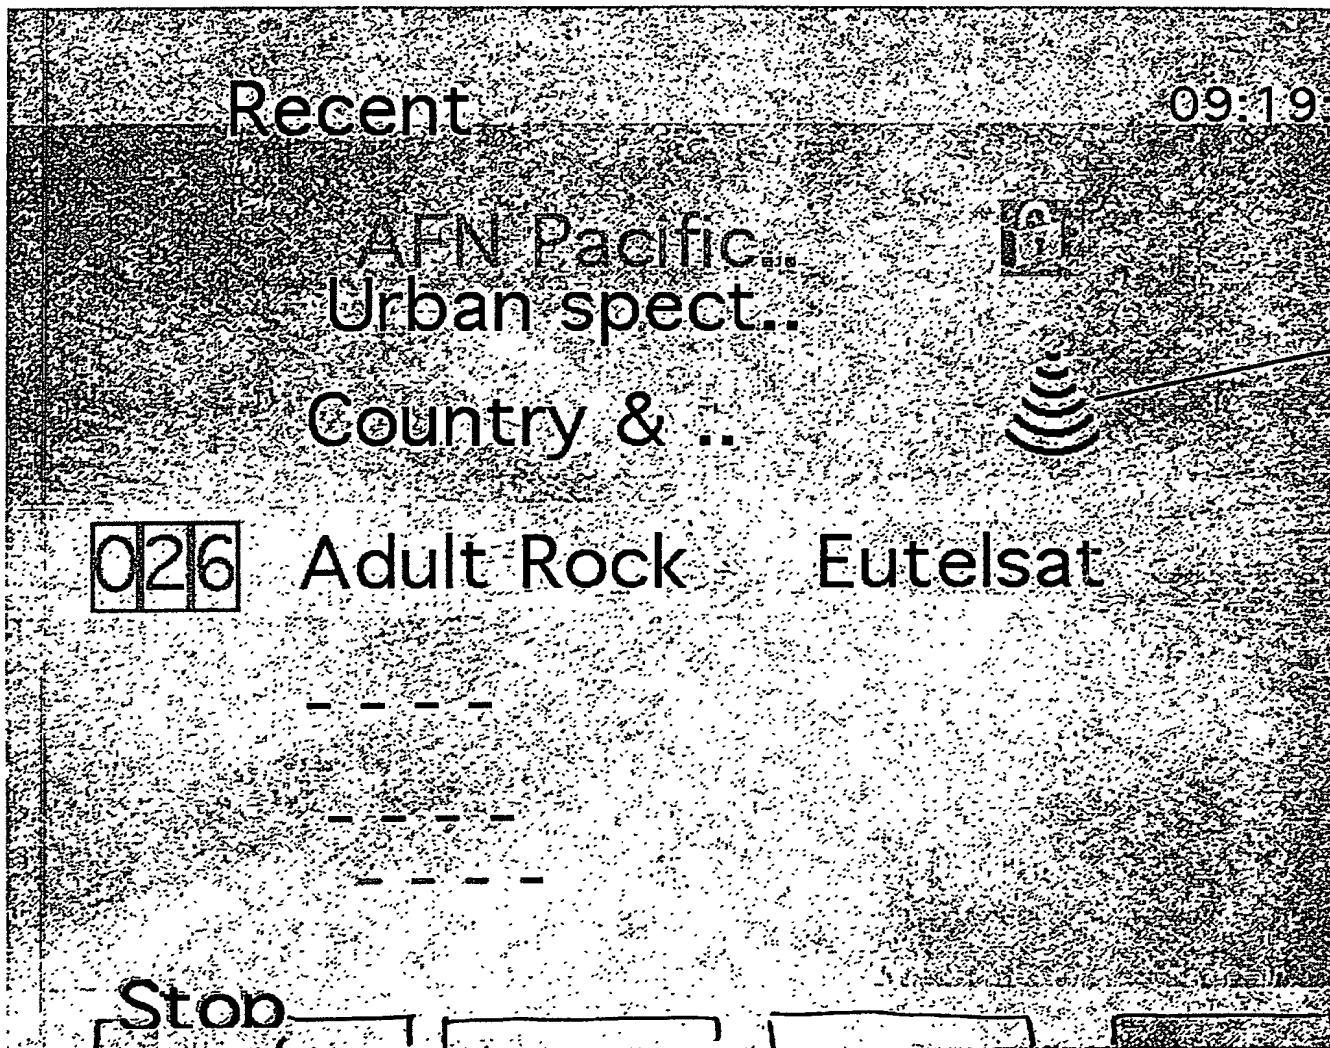 Recent 09:19
AFN Pacific...
Urban spect..
Country & ..
026 Adult Rock Eutelsat
- - - -
- - - -
- - - -
Stop